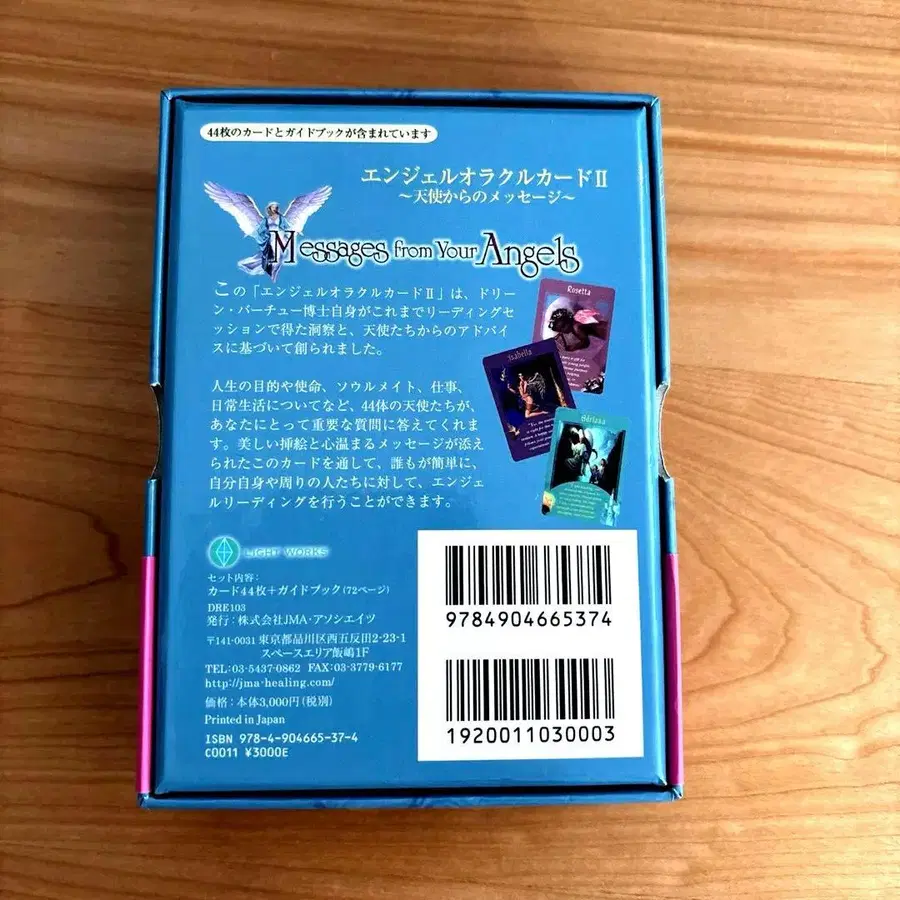 44枚のカードとガイドブックが含まれています
エンジェルオラクルカードII
～天使からのメッセージ～
Messages from Your Angels
この「エンジェルオラクルカードII」は、ドリー
ン・バーチュー博士自身がこれまでリーディングセ
ッションで得た洞察と、天使たちからのアドバイ
スに基づいて創られました。
人生の目的や使命、ソウルメイト、仕事、
日常生活についてなど、44体の天使たちが、
あなたにとって重要な質問に答えてくれま
す。美しい挿絵と心温まるメッセージが添え
られたこのカードを通して、誰もが簡単に、
自分自身や周りの人たちに対して、エンジェ
ルリーディングを行うことができます。
Rosetta
Isabella
Adriana
LIGHT WORKS
セット内容：
カード44枚＋ガイドブック（72ページ）
DRE103
発行：株式会社JMA・アソシエイツ
〒141-0031 東京都品川区西五反田2-23-1
スペースエリア飯嶋1F
TEL:03-5437-0862 FAX:03-3779-6177
http://jma-healing.com/
価格：本体3,000円（税別）
Printed in Japan
ISBN 978-4-904665-37-4
C0011 ¥3000E
9784904665374
1920011030003